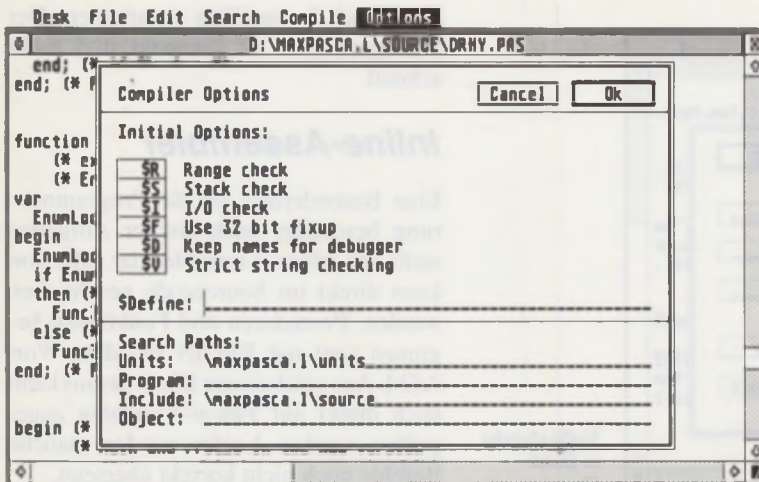 Desk File Edit Search Compile Options
D:\MAXPASCA.L\SOURCE\DRHY.PAS
end; (*
end; (* F
function
(* ex
(* Er
var
EnumLoc
begin
EnumLoc
if Enum
then (*
Func
else (*
Func
end; (* F
begin (*
(*
Compiler Options
Cancel
Ok
Initial Options:
$R Range check
$S Stack check
$I I/O check
$F Use 32 bit fixup
$D Keep names for debugger
$V Strict string checking
$Define:
Search Paths:
Units: \maxpasca.l\units
Program:
Include: \maxpasca.l\source
Object:
Inline-Assembler